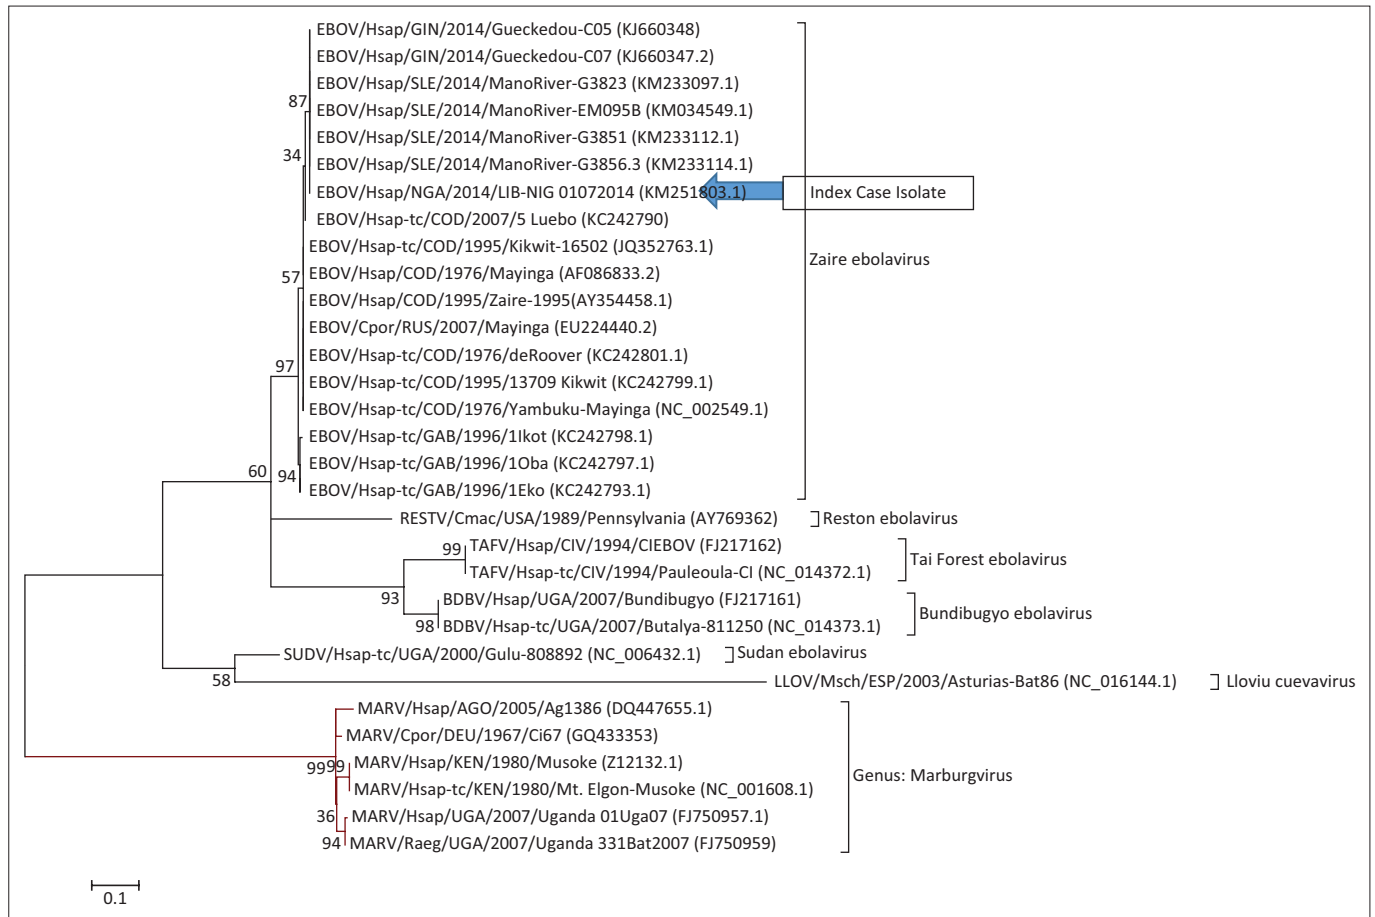 EBOV/Hsap/GIN/2014/Gueckedou-C05 (KJ660348)
EBOV/Hsap/GIN/2014/Gueckedou-C07 (KJ660347.2)
EBOV/Hsap/SLE/2014/ManoRiver-G3823 (KM233097.1)
87
EBOV/Hsap/SLE/2014/ManoRiver-EM095B (KM034549.1)
EBOV/Hsap/SLE/2014/ManoRiver-G3851 (KM233112.1)
34
EBOV/Hsap/SLE/2014/ManoRiver-G3856.3 (KM233114.1)
EBOV/Hsap/NGA/2014/LIB-NIG 01072014 (KM251803.1) Index Case Isolate
EBOV/Hsap-tc/COD/2007/5 Luebo (KC242790)
EBOV/Hsap-tc/COD/1995/Kikwit-16502 (JQ352763.1)
Zaire ebolavirus
57 EBOV/Hsap/COD/1976/Mayinga (AF086833.2)
EBOV/Hsap/COD/1995/Zaire-1995(AY354458.1)
EBOV/Cpor/RUS/2007/Mayinga (EU224440.2)
EBOV/Hsap-tc/COD/1976/deRoover (KC242801.1)
97
EBOV/Hsap-tc/COD/1995/13709 Kikwit (KC242799.1)
EBOV/Hsap-tc/COD/1976/Yambuku-Mayinga (NC_002549.1)
EBOV/Hsap-tc/GAB/1996/1Ikot (KC242798.1)
EBOV/Hsap-tc/GAB/1996/1Oba (KC242797.1)
60 94
EBOV/Hsap-tc/GAB/1996/1Eko (KC242793.1)
RESTV/Cmac/USA/1989/Pennsylvania (AY769362) Reston ebolavirus
99 TAFV/Hsap/CIV/1994/CIEBOV (FJ217162)
Tai Forest ebolavirus
TAFV/Hsap-tc/CIV/1994/Pauleoula-CI (NC_014372.1)
93 BDBV/Hsap/UGA/2007/Bundibugyo (FJ217161)
Bundibugyo ebolavirus
98 BDBV/Hsap-tc/UGA/2007/Butalya-811250 (NC_014373.1)
SUDV/Hsap-tc/UGA/2000/Gulu-808892 (NC_006432.1) Sudan ebolavirus
58 LLOV/Msch/ESP/2003/Asturias-Bat86 (NC_016144.1) Lloviu cuevavirus
MARV/Hsap/AGO/2005/Ag1386 (DQ447655.1)
MARV/Cpor/DEU/1967/Ci67 (GQ433353)
99 99 MARV/Hsap/KEN/1980/Musoke (Z12132.1)
Genus: Marburgvirus
MARV/Hsap-tc/KEN/1980/Mt. Elgon-Musoke (NC_001608.1)
36 MARV/Hsap/UGA/2007/Uganda 01Uga07 (FJ750957.1)
94 MARV/Raeg/UGA/2007/Uganda 331Bat2007 (FJ750959)
0.1